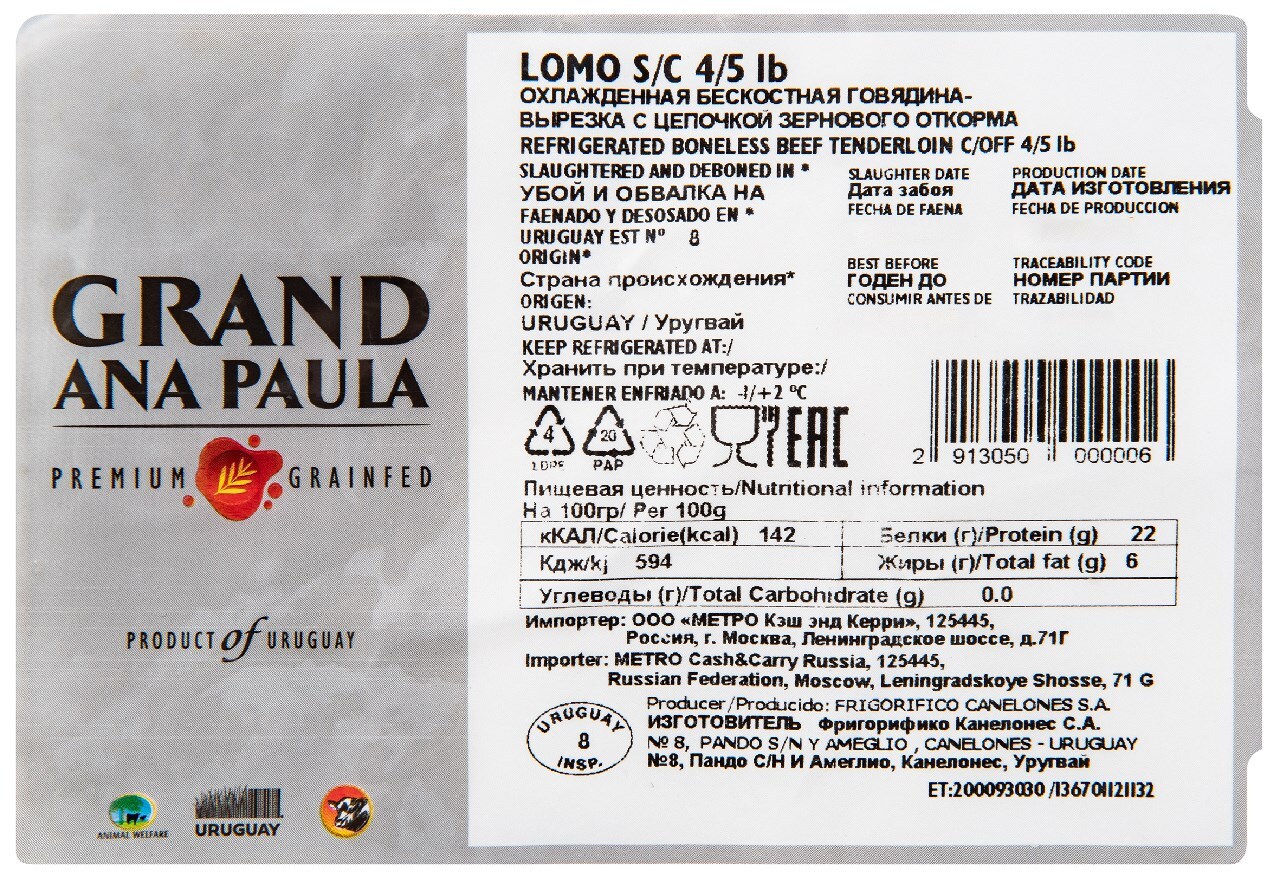 GRAND
ANA PAULA
PREMIUM GRAINFED
PRODUCT of URUGUAY
ANIMAL WELFARE
URUGUAY
LOMO S/C 4/5 lb
ОХЛАЖДЕННАЯ БЕСКОСТНАЯ ГОВЯДИНА-
ВЫРЕЗКА С ЦЕПОЧКОЙ ЗЕРНОВОГО ОТКОРМА
REFRIGERATED BONELESS BEEF TENDERLOIN C/OFF 4/5 lb
SLAUGHTERED AND DEBONED IN *
УБОЙ И ОБВАЛКА НА
FAENADO Y DESOSADO EN *
URUGUAY EST Nº 8
ORIGIN*
Страна происхождения*
ORIGEN:
URUGUAY / Уругвай
KEEP REFRIGERATED AT:/
Хранить при температуре:/
MANTENER ENFRIADO A: -1/+2 ºC
SLAUGHTER DATE
Дата забоя
FECHA DE FAENA
PRODUCTION DATE
ДАТА ИЗГОТОВЛЕНИЯ
FECHA DE PRODUCCION
BEST BEFORE
ГОДЕН ДО
CONSUMIR ANTES DE
TRACEABILITY CODE
НОМЕР ПАРТИИ
TRAZABILIDAD
4
LDPE
20
PAP
EAC
2 913050 000006
Пищевая ценность/Nutritional information
На 100гр/ Per 100g
кКАЛ/Calorie(kcal) 142 Белки (г)/Protein (g) 22
Кдж/kj 594 Жиры (г)/Total fat (g) 6
Углеводы (г)/Total Carbohidrate (g) 0.0
Импортер: ООО «МЕТРО Кэш энд Керри», 125445,
Россия, г. Москва, Ленинградское шоссе, д.71Г
Importer: METRO Cash&Carry Russia, 125445,
Russian Federation, Moscow, Leningradskoye Shosse, 71 G
URUGUAY
8
INSP.
Producer/Producido: FRIGORIFICO CANELONES S.A.
ИЗГОТОВИТЕЛЬ Фригорифико Канелонес С.А.
Nº 8, PANDO S/N Y AMEGLIO , CANELONES - URUGUAY
№8, Пандо С/Н И Амеглио, Канелонес, Уругвай
ET:200093030 /136701121132